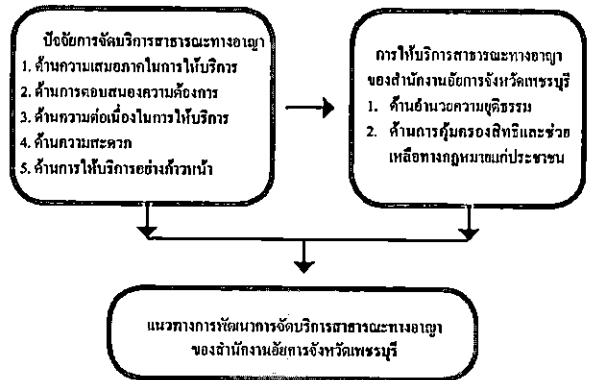 ปัจจัยการจัดบริการสาธารณะทางอาญา
1. ด้านความเสมอภาคในการให้บริการ
2. ด้านการตอบสนองความต้องการ
3. ด้านความต่อเนื่องในการให้บริการ
4. ด้านความสะดวก
5. ด้านการให้บริการอย่างก้าวหน้า
การให้บริการสาธารณะทางอาญา
ของสำนักงานอัยการจังหวัดเพชรบุรี
1. ด้านอำนวยความยุติธรรม
2. ด้านการคุ้มครองสิทธิและช่วย
เหลือทางกฎหมายแก่ประชาชน
แนวทางการพัฒนาการจัดบริการสาธารณะทางอาญา
ของสำนักงานอัยการจังหวัดเพชรบุรี